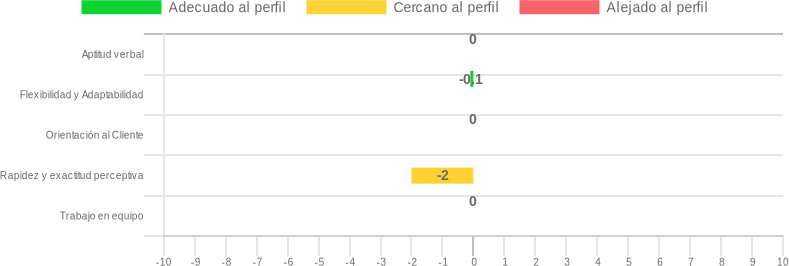 Adecuado al perfil Cercano al perfil Alejado al perfil
0
Aptitud verbal
-0.1
Flexibilidad y Adaptabilidad
0
Orientación al Cliente
Rapidez y exactitud perceptiva -2
0
Trabajo en equipo
-10 -9 -8 -7 -6 -5 -4 -3 -2 -1 0 1 2 3 4 5 6 7 8 9 10